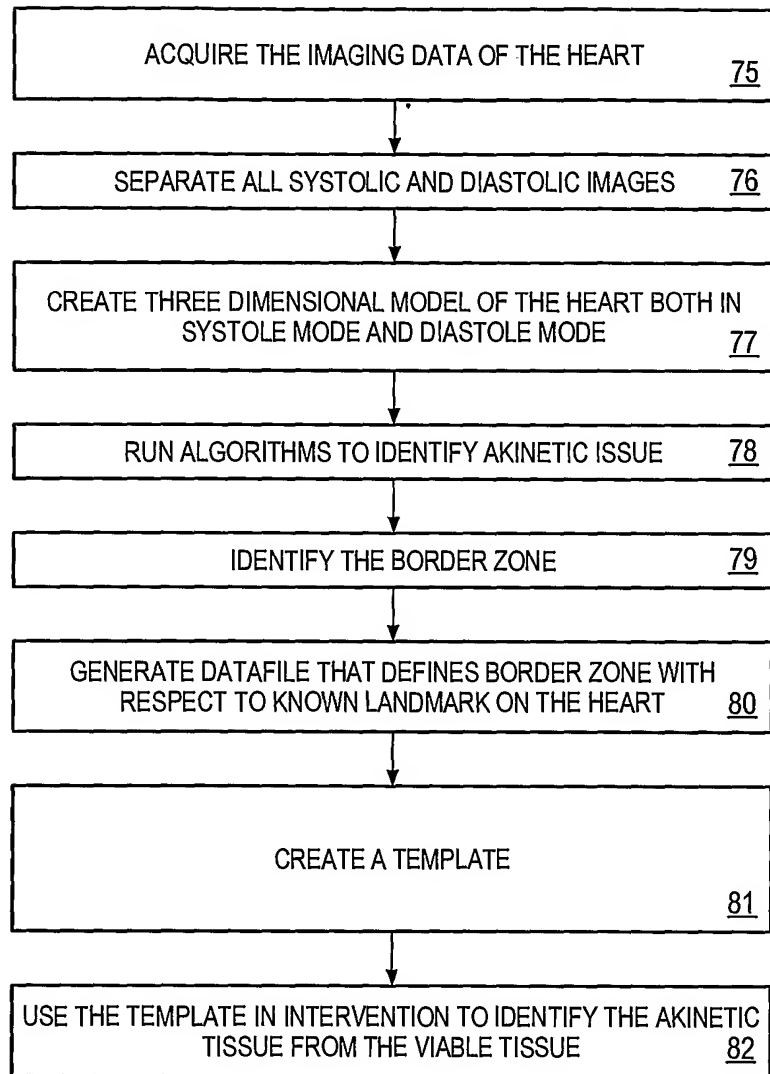 ACQUIRE THE IMAGING DATA OF THE HEART
75
SEPARATE ALL SYSTOLIC AND DIASTOLIC IMAGES 76
CREATE THREE DIMENSIONAL MODEL OF THE HEART BOTH IN
SYSTOLE MODE AND DIASTOLE MODE
77
RUN ALGORITHMS TO IDENTIFY AKINETIC ISSUE 78
IDENTIFY THE BORDER ZONE 79
GENERATE DATAFILE THAT DEFINES BORDER ZONE WITH
RESPECT TO KNOWN LANDMARK ON THE HEART 80
CREATE A TEMPLATE
81
USE THE TEMPLATE IN INTERVENTION TO IDENTIFY THE AKINETIC
TISSUE FROM THE VIABLE TISSUE 82